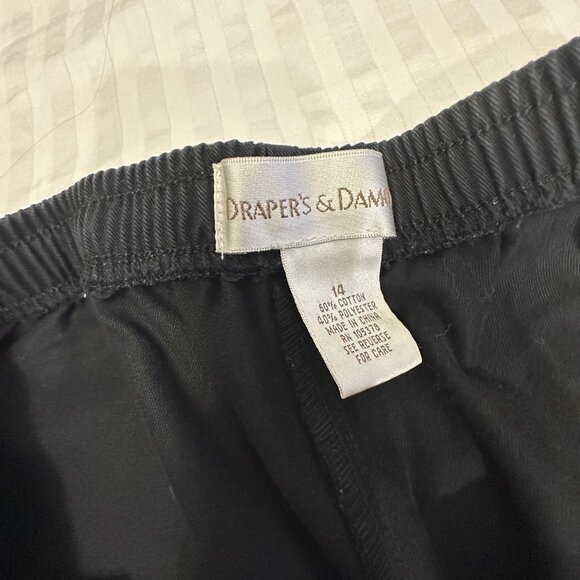 DRAPER'S & DAMO
14
60% COTTON
40% POLYESTER
MADE IN CHINA
RN 105378
SEE REVERSE
FOR CARE